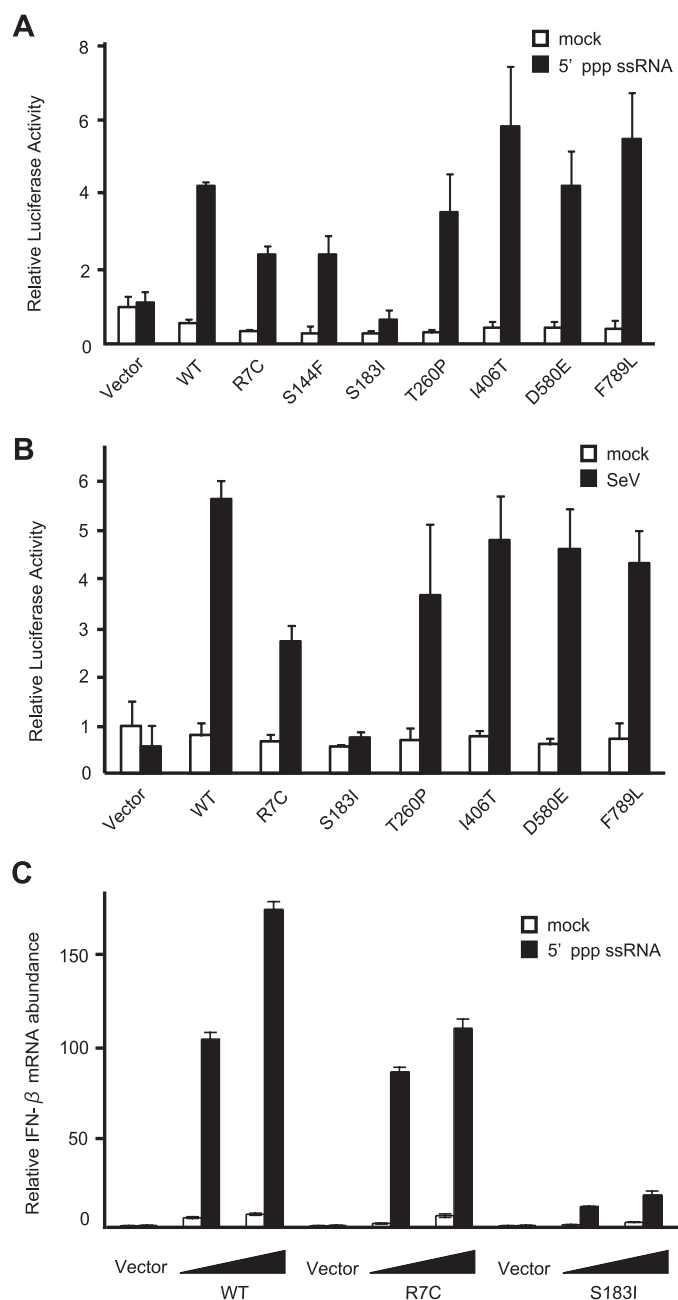 A
mock
5' ppp ssRNA
Relative Luciferase Activity
8
6
4
2
0
Vector
WT
R7C
S144F
S183I
T260P
I406T
D580E
F789L
B
mock
SeV
Relative Luciferase Activity
6
5
4
3
2
1
0
Vector
WT
R7C
S183I
T260P
I406T
D580E
F789L
C
mock
5' ppp ssRNA
Relative IFN-β mRNA abundance
150
100
50
0
Vector
WT
Vector
R7C
Vector
S183I